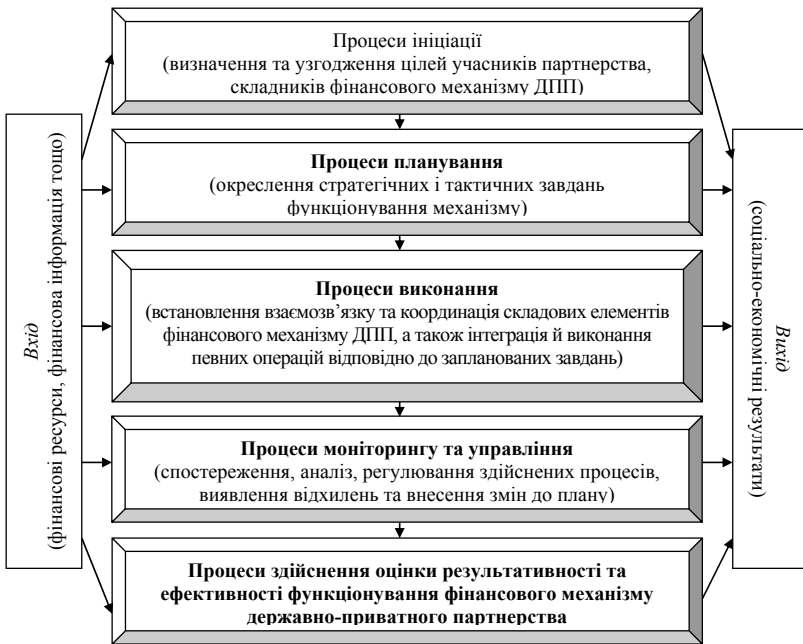 Процеси ініціації
(визначення та узгодження цілей учасників партнерства,
складників фінансового механізму ДПП)
Вхід
(фінансові ресурси, фінансова інформація тощо)
Процеси планування
(окреслення стратегічних і тактичних завдань
функціонування механізму)
Процеси виконання
(встановлення взаємозв’язку та координація складових елементів
фінансового механізму ДПП, а також інтеграція й виконання
певних операцій відповідно до запланованих завдань)
Процеси моніторингу та управління
(спостереження, аналіз, регулювання здійснених процесів,
виявлення відхилень та внесення змін до плану)
Процеси здійснення оцінки результативності та
ефективності функціонування фінансового механізму
державно-приватного партнерства
Вихід
(соціально-економічні результати)